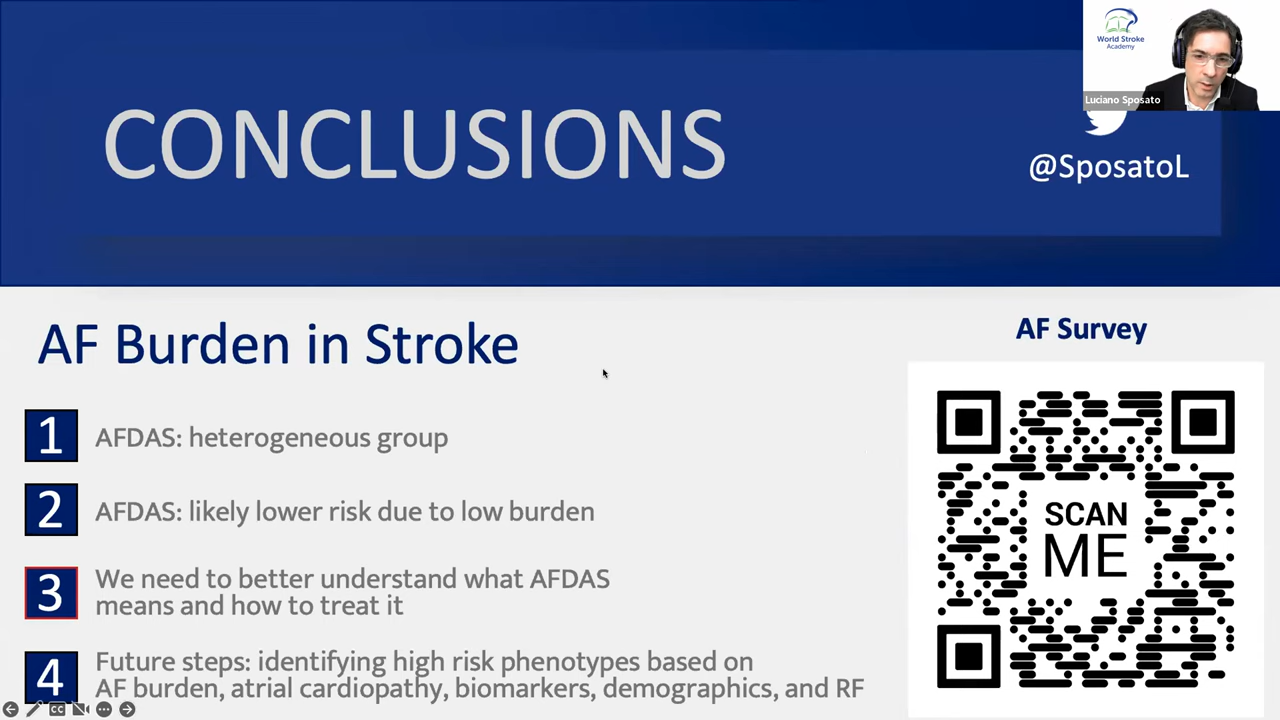 World Stroke
Academy
Luciano Sposato
CONCLUSIONS
@SposatoL
AF Burden in Stroke
AF Survey
1 AFDAS: heterogeneous group
2 AFDAS: likely lower risk due to low burden
3 We need to better understand what AFDAS
means and how to treat it
4 Future steps: identifying high risk phenotypes based on
AF burden, atrial cardiopathy, biomarkers, demographics, and RF
SCAN
ME
CC